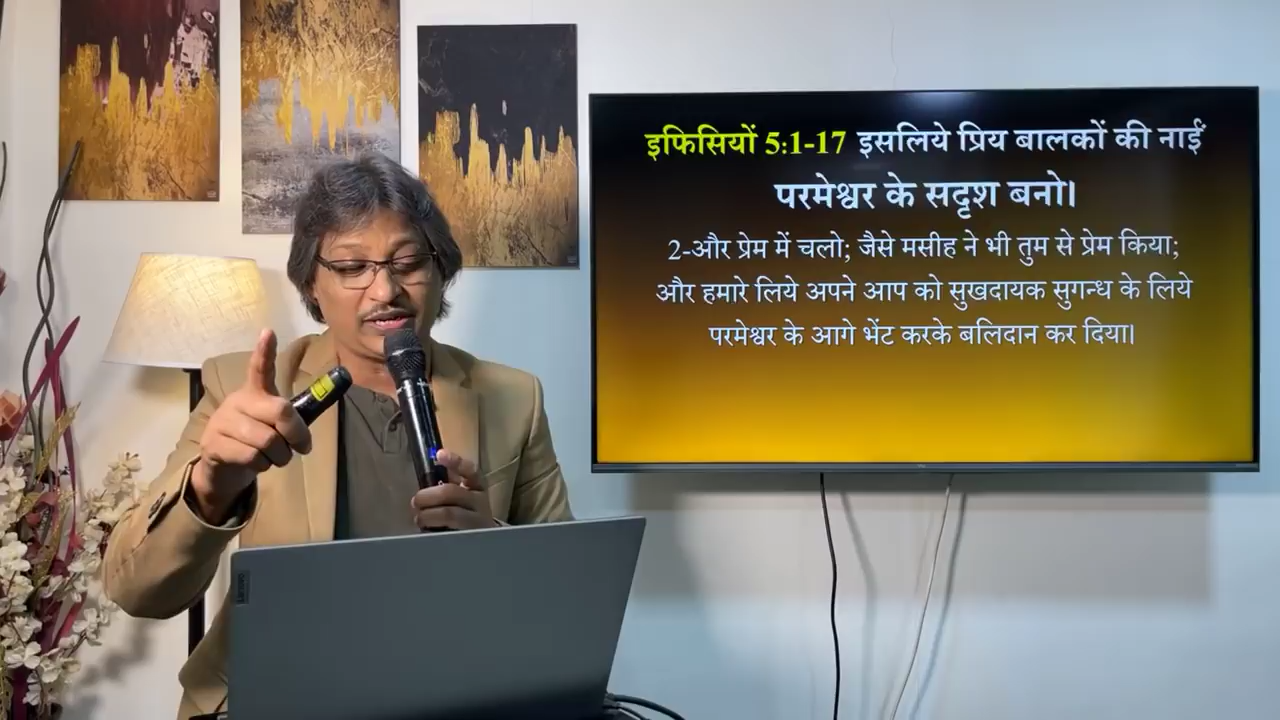 इफिसियों 5:1-17 इसलिये प्रिय बालकों की नाईं
परमेश्वर के सदृश बनो।
2-और प्रेम में चलो; जैसे मसीह ने भी तुम से प्रेम किया;
और हमारे लिये अपने आप को सुखदायक सुगन्ध के लिये
परमेश्वर के आगे भेंट करके बलिदान कर दिया।
Lenovo